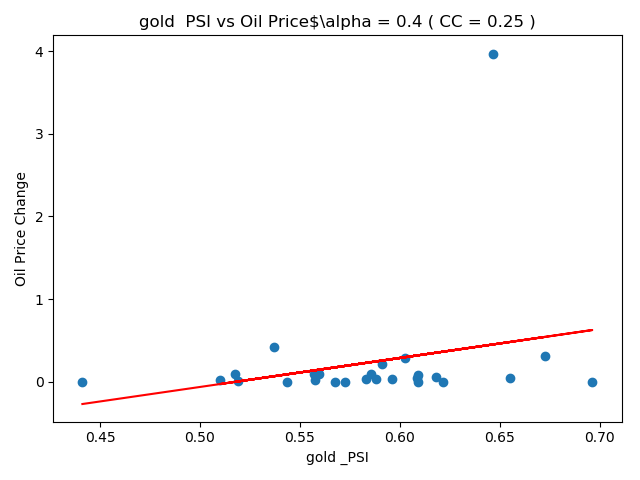 gold  PSI vs Oil Price$\alpha = 0.4 ( CC = 0.25 )
4
3
2
1
0
Oil Price Change
0.45 0.50 0.55 0.60 0.65 0.70
gold _PSI